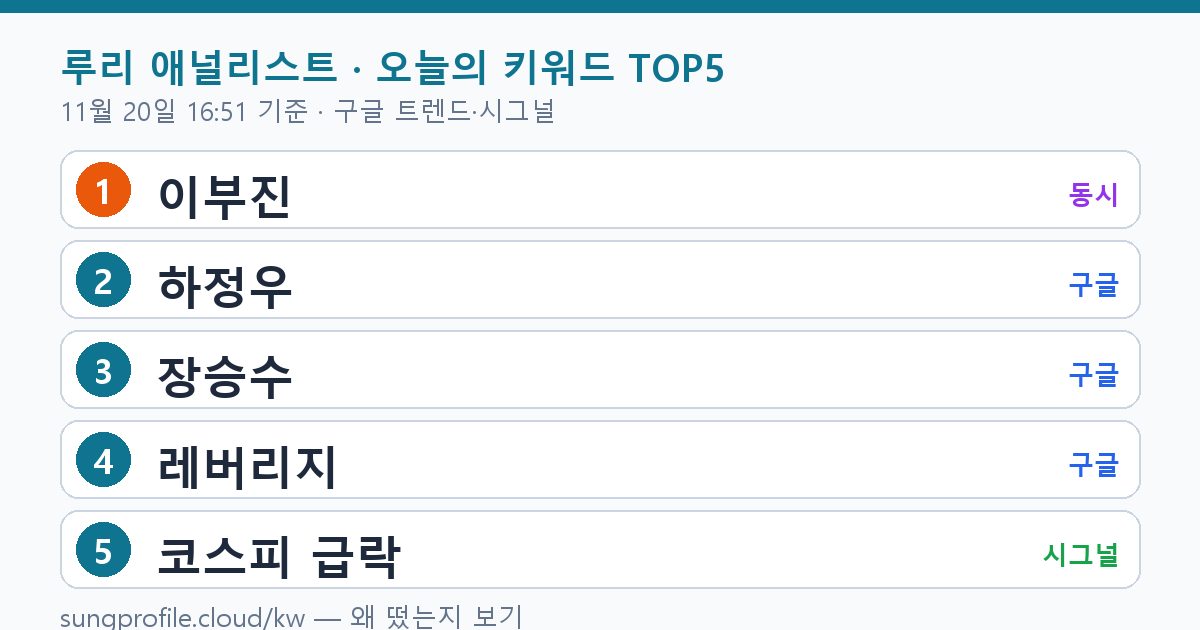 루리 애널리스트 · 오늘의 키워드 TOP5
11월 20일 16:51 기준 · 구글 트렌드·시그널
1 이부진 동시
2 하정우 구글
3 장승수 구글
4 레버리지 구글
5 코스피 급락 시그널
sungprofile.cloud/kw — 왜 떴는지 보기